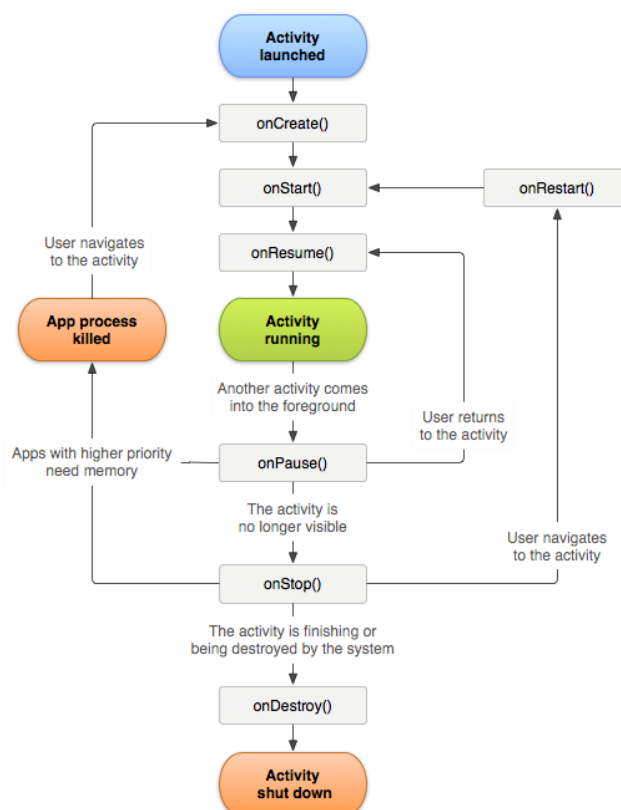 Activity
launched
onCreate()
onStart()
onRestart()
onResume()
User navigates
to the activity
App process
killed
Activity
running
Another activity comes
into the foreground
User returns
to the activity
Apps with higher priority
need memory
onPause()
The activity is
no longer visible
User navigates
to the activity
onStop()
The activity is finishing or
being destroyed by the system
onDestroy()
Activity
shut down